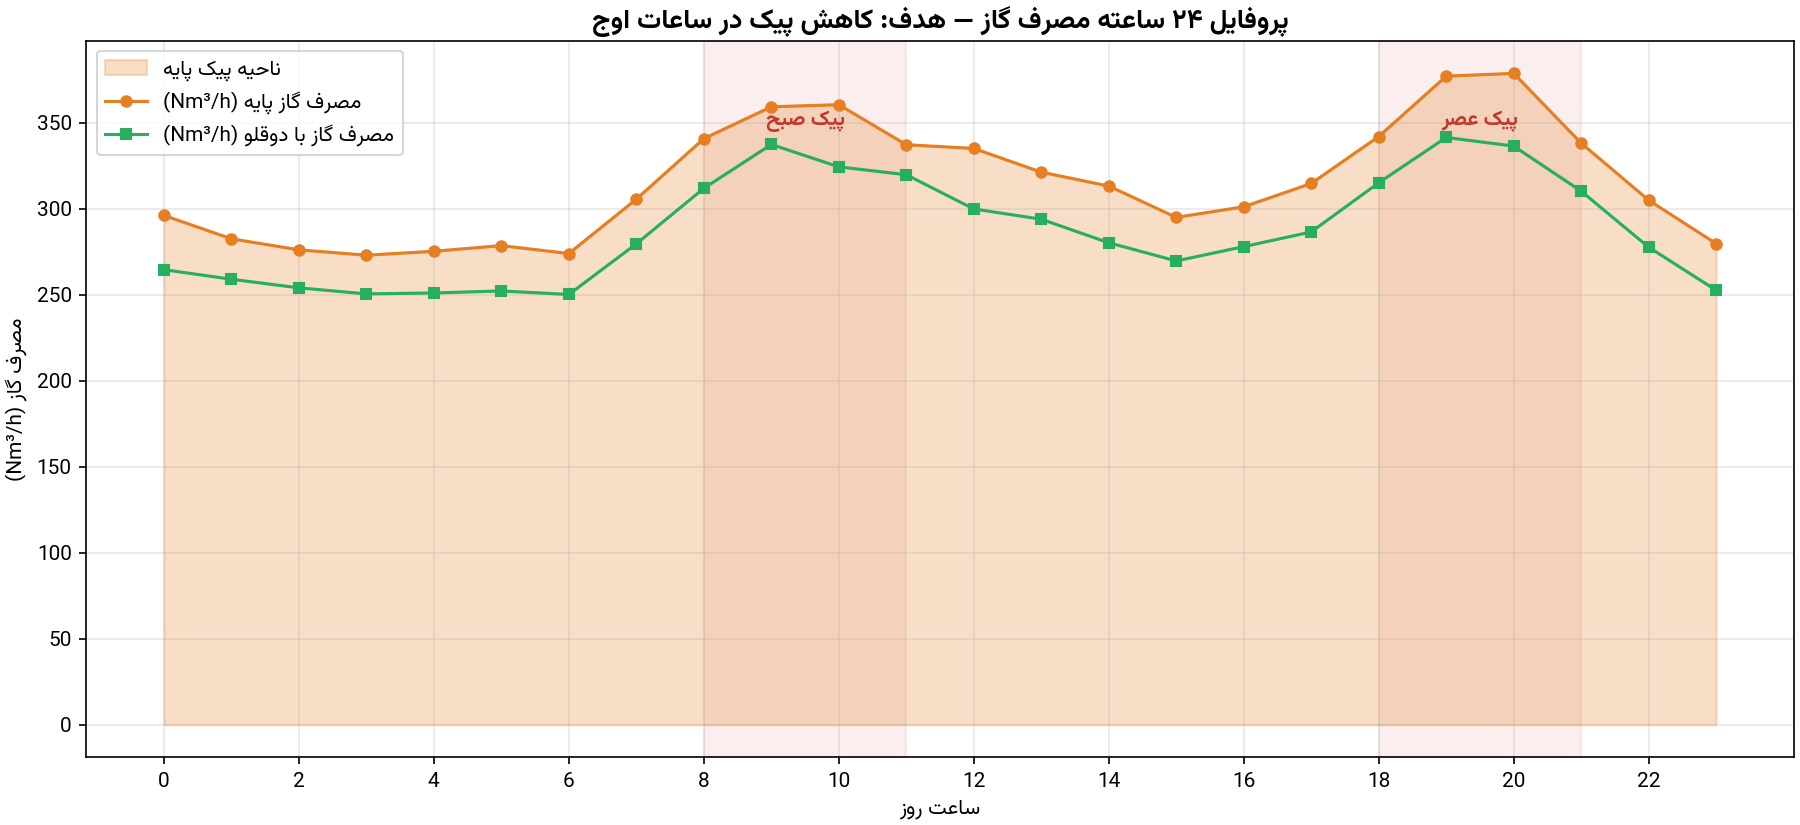 پروفایل ۲۴ ساعته مصرف گاز — هدف: کاهش پیک در ساعات اوج
ناحیه پیک پایه
مصرف گاز پایه (Nm³/h)
مصرف گاز با دوقلو (Nm³/h)
پیک صبح
پیک عصر
مصرف گاز (Nm³/h)
350
300
250
200
150
100
50
0
0 2 4 6 8 10 12 14 16 18 20 22
ساعت روز